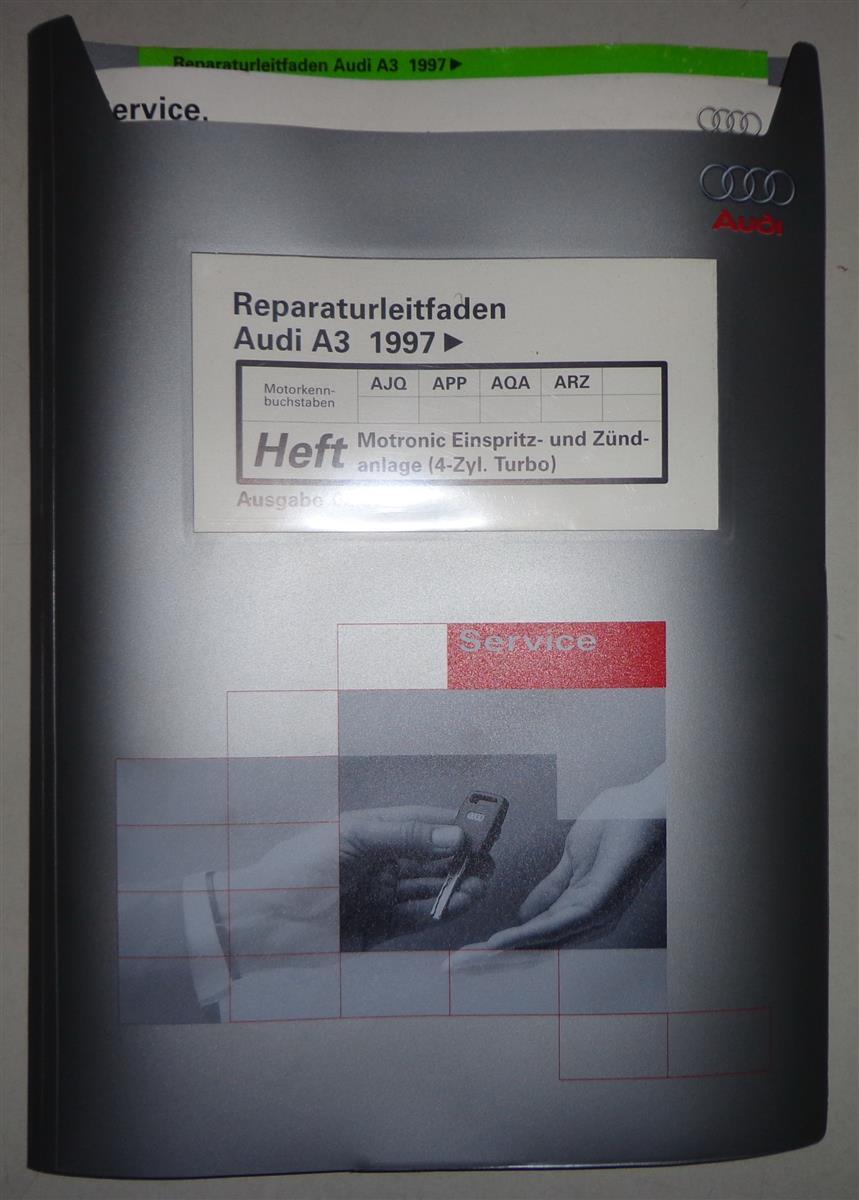 Reparaturleitfaden Audi A3 1997►
ervice.
Audi
Reparaturleitfaden
Audi A3 1997►
Motorkenn-
buchstaben
AJQ APP AQA ARZ
Heft
Motronic Einspritz- und Zünd-
anlage (4-Zyl. Turbo)
Ausgabe
Service